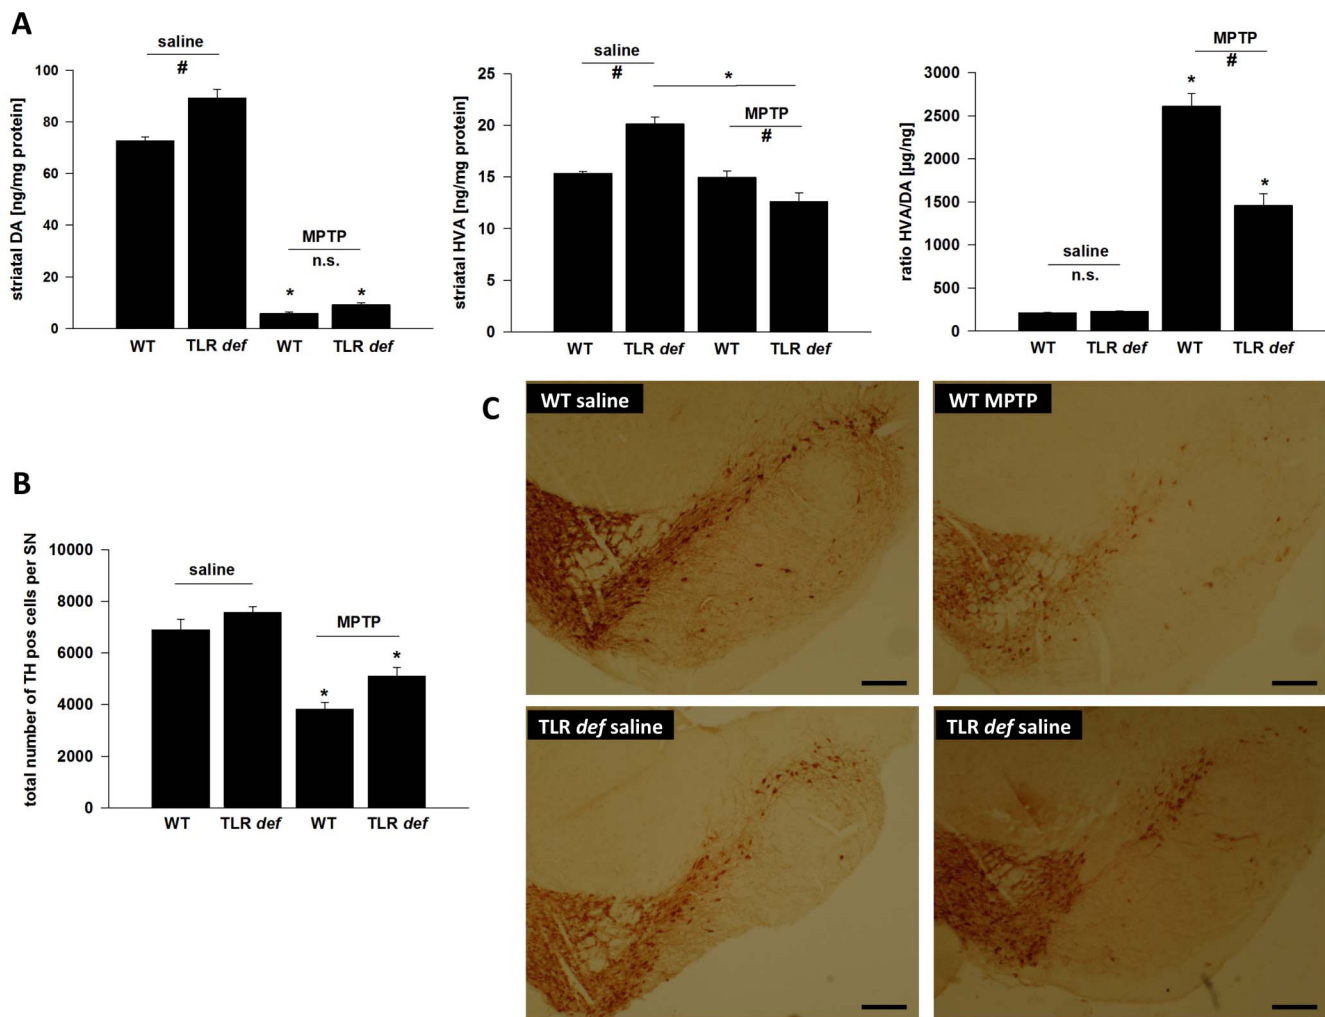 A
saline
#
100
80
60
40
20
0
striatal DA [ng/mg protein]
MPTP
n.s.
*
*
WT
TLR def
WT
TLR def
saline
#
*
MPTP
#
25
20
15
10
5
0
striatal HVA [ng/mg protein]
WT
TLR def
WT
TLR def
MPTP
#
*
*
3000
2500
2000
1500
1000
500
0
ratio HVA/DA [µg/ng]
saline
n.s.
WT
TLR def
WT
TLR def
B
10000
8000
6000
4000
2000
0
total number of TH pos cells per SN
saline
MPTP
*
*
WT
TLR def
WT
TLR def
C
WT saline
WT MPTP
TLR def saline
TLR def saline